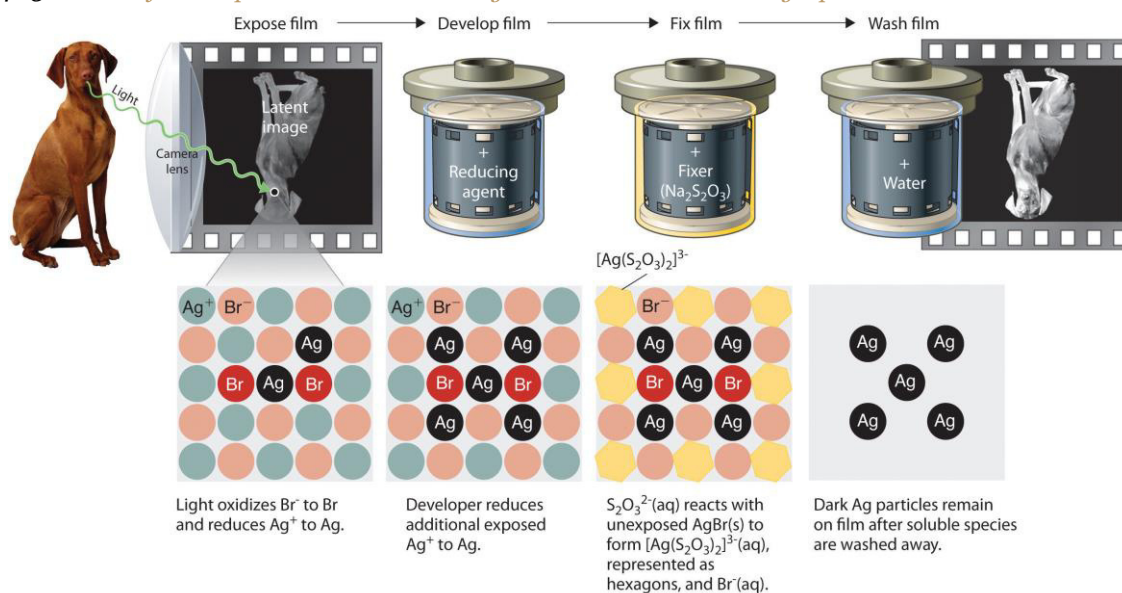 Expose film
Develop film
Fix film
Wash film
Light
Latent
image
Camera
lens
+
Reducing
agent
+
Fixer
(Na₂S₂O₃)
+
Water
[Ag(S₂O₃)₂]³⁻
Ag⁺ Br⁻
Ag
Br Ag Br
Ag⁺ Br⁻
Ag Ag
Br Ag Br
Ag Ag
Br⁻
Ag Ag
Br Ag Br
Ag Ag
Ag Ag
Ag
Ag Ag
Light oxidizes Br⁻ to Br
and reduces Ag⁺ to Ag.
Developer reduces
additional exposed
Ag⁺ to Ag.
S₂O₃²⁻(aq) reacts with
unexposed AgBr(s) to
form [Ag(S₂O₃)₂]³⁻(aq),
represented as
hexagons, and Br⁻(aq).
Dark Ag particles remain
on film after soluble species
are washed away.